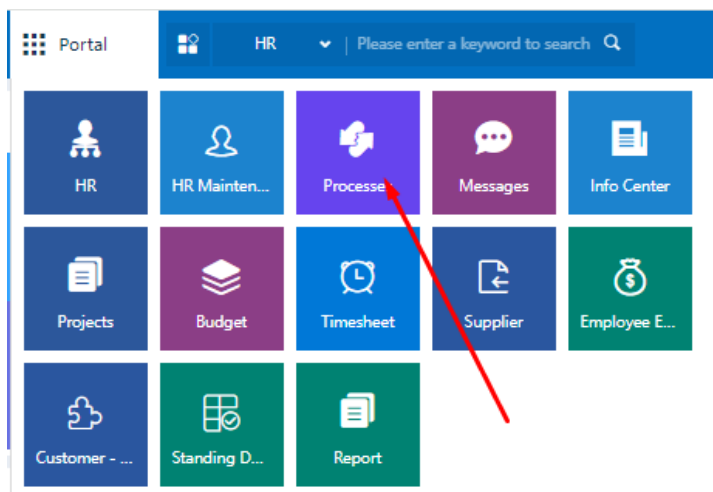 Portal
HR
Please enter a keyword to search
HR
HR Mainten...
Processes
Messages
Info Center
Projects
Budget
Timesheet
Supplier
Employee E...
Customer - ...
Standing D...
Report